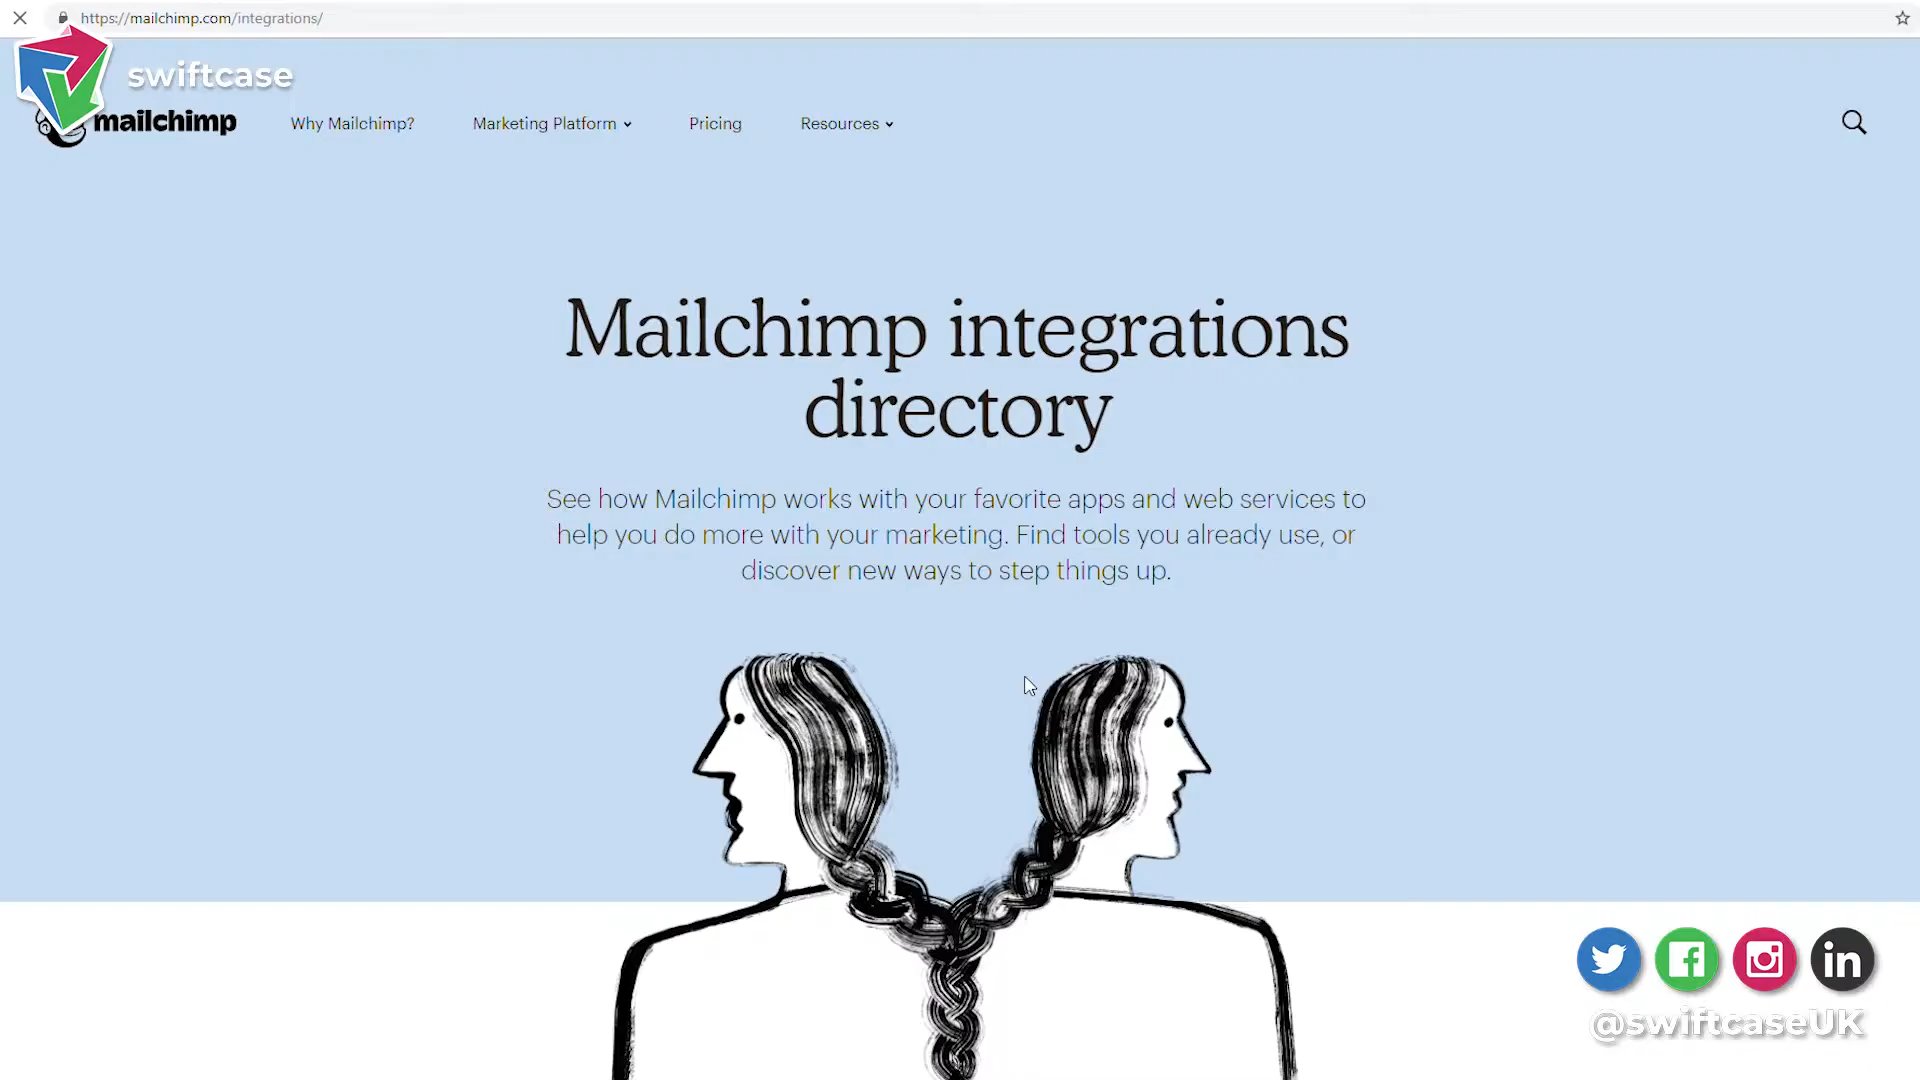 https://mailchimp.com/integrations/
swiftcase
mailchimp
Why Mailchimp?
Marketing Platform
Pricing
Resources
Mailchimp integrations
directory
See how Mailchimp works with your favorite apps and web services to
help you do more with your marketing. Find tools you already use, or
discover new ways to step things up.
in
@swiftcaseUK